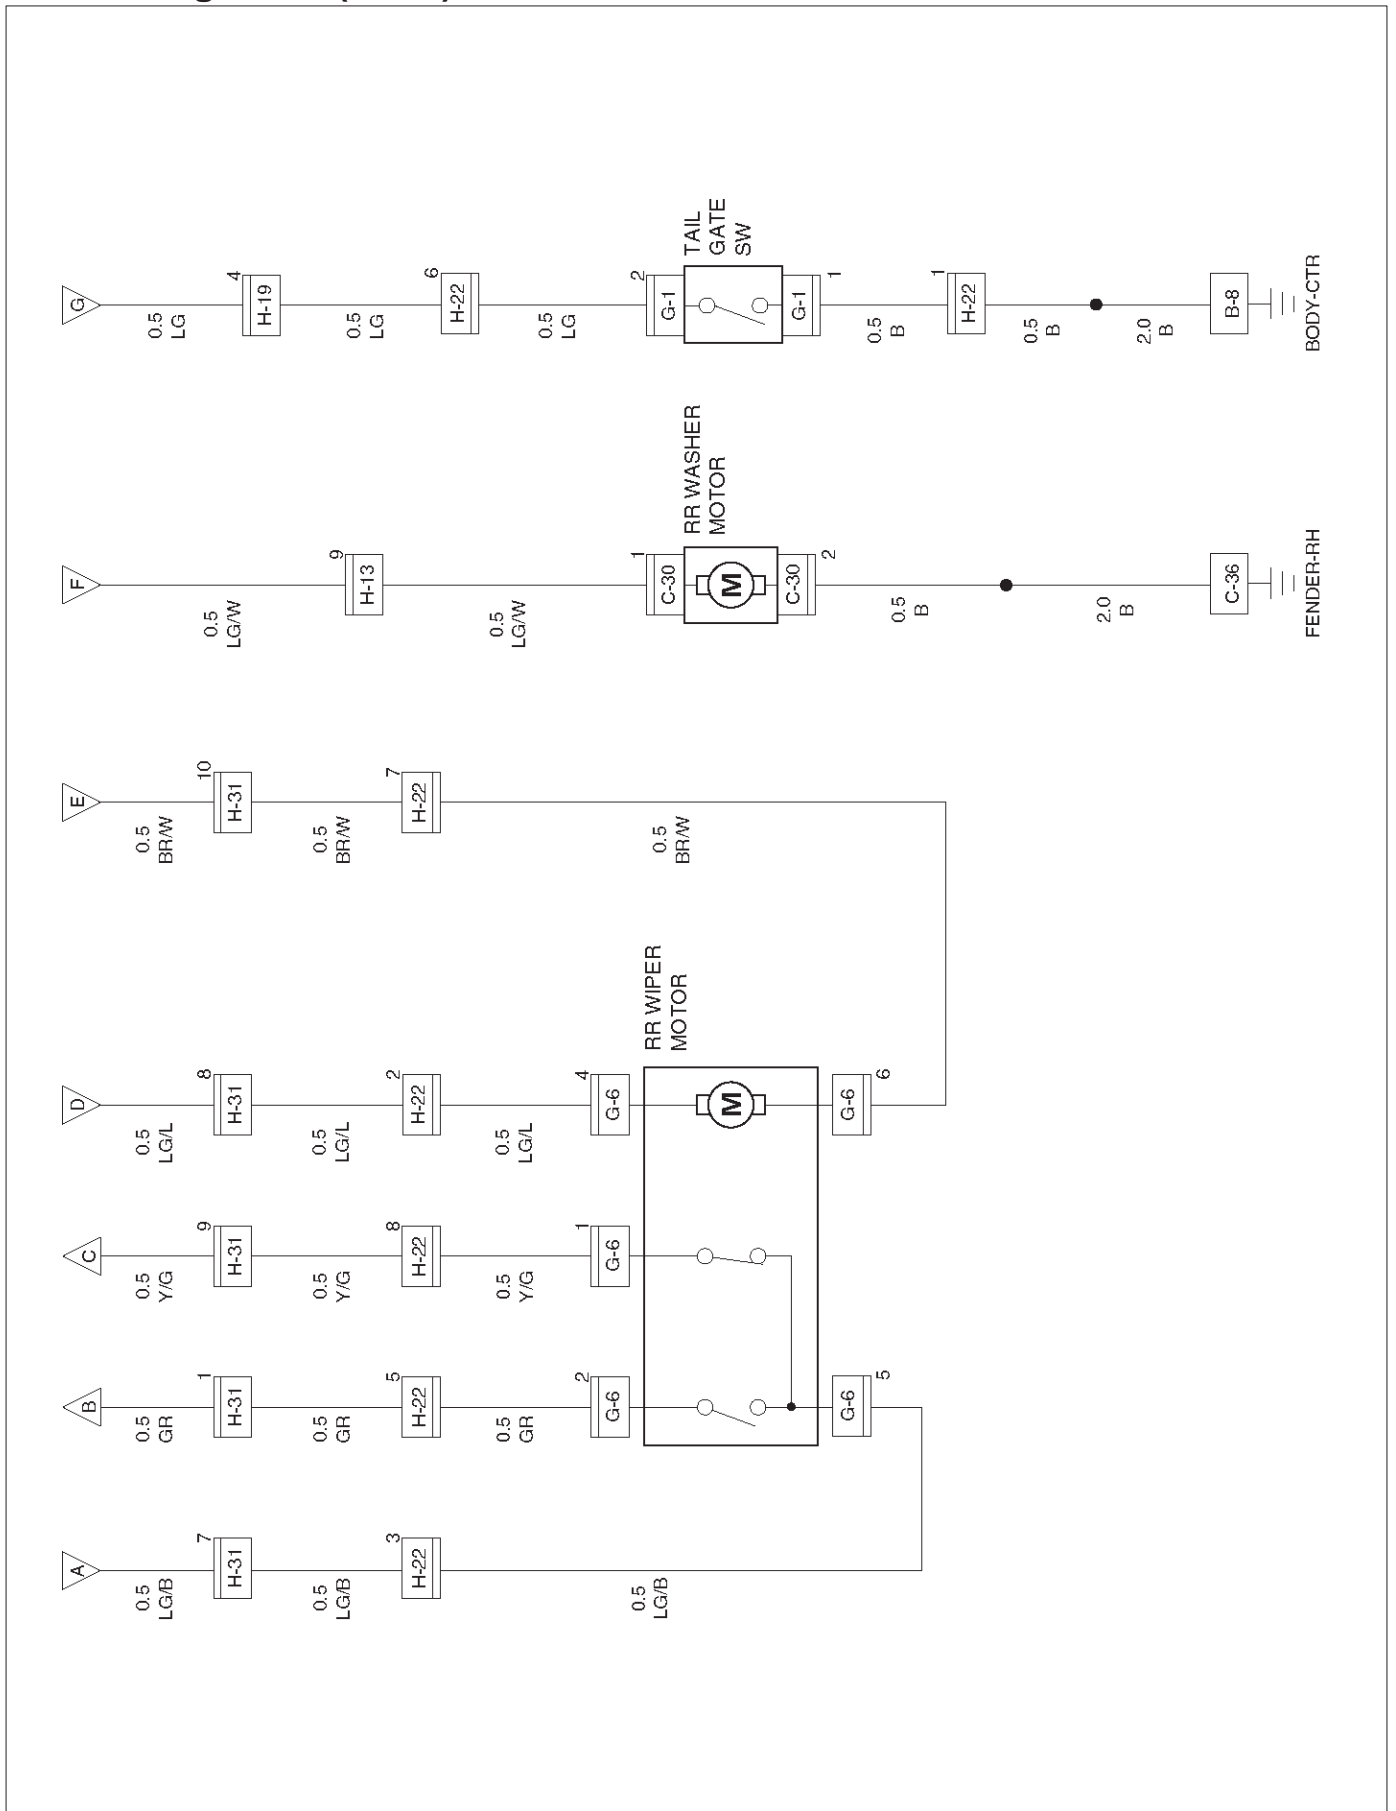 A
0.5
LG/B
7
H-31
0.5
LG/B
3
H-22
0.5
LG/B
B
0.5
GR
1
H-31
0.5
GR
5
H-22
0.5
GR
2
G-6
G-6
5
C
0.5
Y/G
9
H-31
0.5
Y/G
8
H-22
0.5
Y/G
1
G-6
D
0.5
LG/L
8
H-31
0.5
LG/L
2
H-22
0.5
LG/L
4
G-6
RR WIPER
MOTOR
M
G-6
6
E
0.5
BR/W
10
H-31
0.5
BR/W
7
H-22
0.5
BR/W
F
0.5
LG/W
9
H-13
0.5
LG/W
1
C-30
RR WASHER
MOTOR
M
C-30
2
0.5
B
2.0
B
C-36
FENDER-RH
G
0.5
LG
4
H-19
0.5
LG
6
H-22
0.5
LG
2
G-1
TAIL
GATE
SW
G-1
1
0.5
B
1
H-22
0.5
B
2.0
B
B-8
BODY-CTR